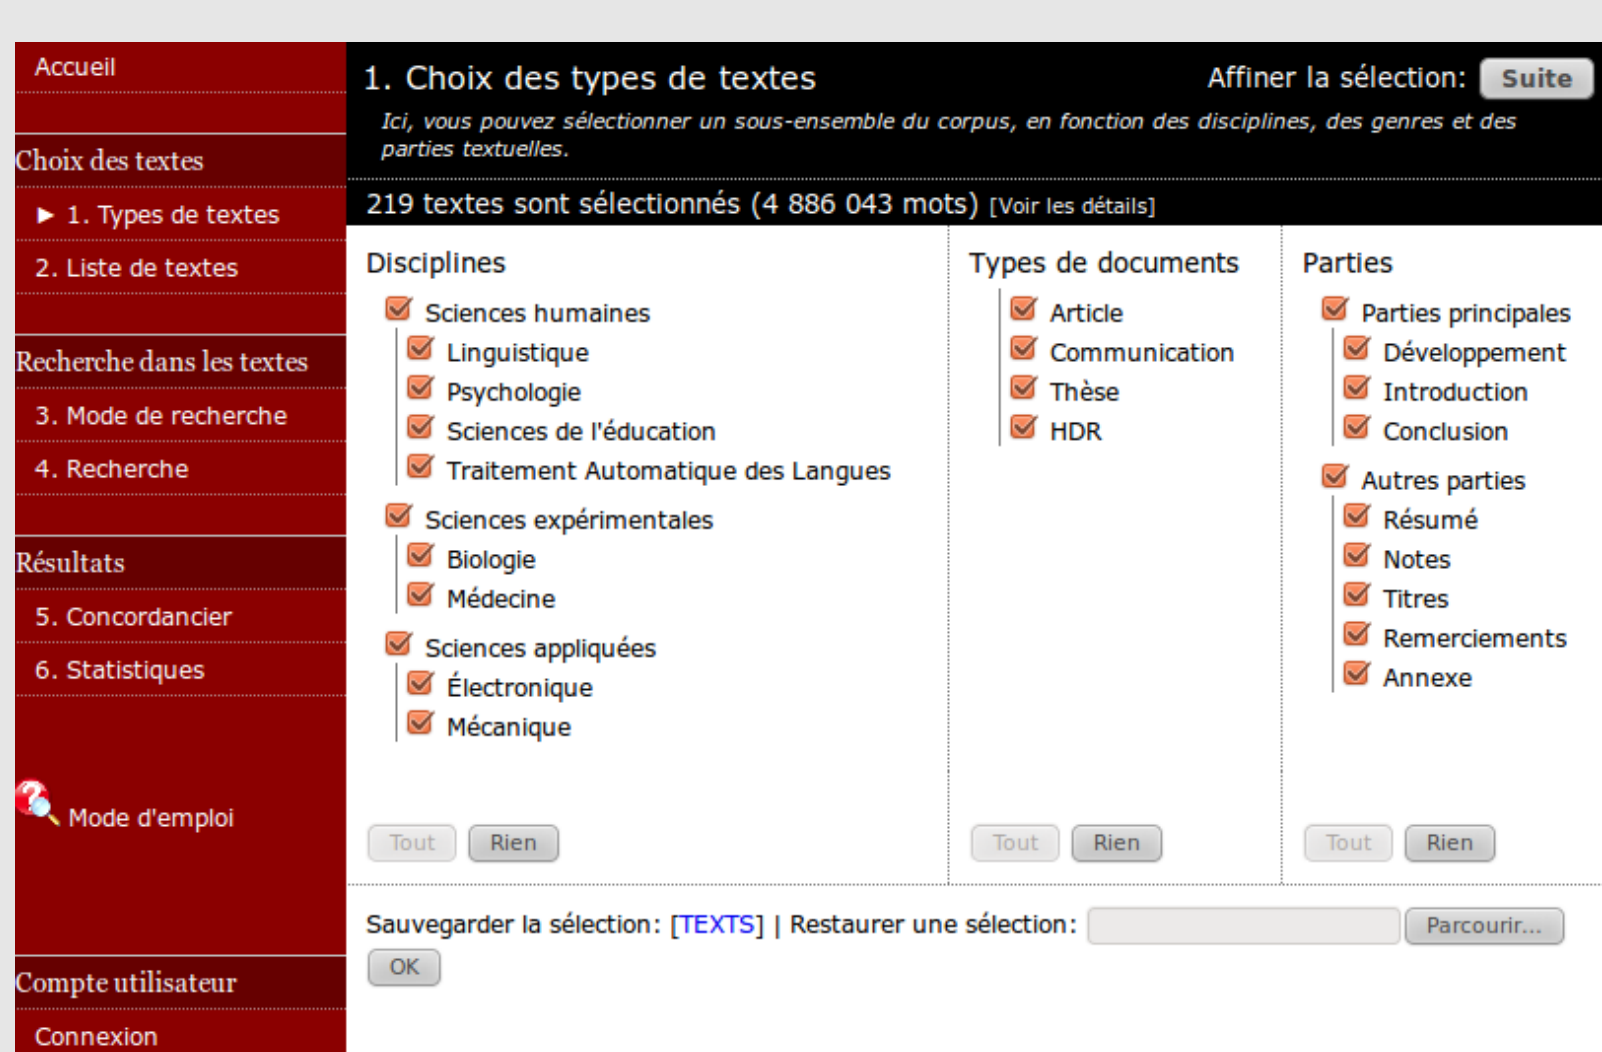 Accueil
Choix des textes
► 1. Types de textes
2. Liste de textes
Recherche dans les textes
3. Mode de recherche
4. Recherche
Résultats
5. Concordancier
6. Statistiques
Mode d'emploi
Compte utilisateur
Connexion
1. Choix des types de textes
Affiner la sélection: Suite
Ici, vous pouvez sélectionner un sous-ensemble du corpus, en fonction des disciplines, des genres et des
parties textuelles.
219 textes sont sélectionnés (4 886 043 mots) [Voir les détails]
Disciplines
Sciences humaines
Linguistique
Psychologie
Sciences de l'éducation
Traitement Automatique des Langues
Sciences expérimentales
Biologie
Médecine
Sciences appliquées
Électronique
Mécanique
Tout Rien
Types de documents
Article
Communication
Thèse
HDR
Tout Rien
Parties
Parties principales
Développement
Introduction
Conclusion
Autres parties
Résumé
Notes
Titres
Remerciements
Annexe
Tout Rien
Sauvegarder la sélection: [TEXTS] | Restaurer une sélection: Parcourir...
OK